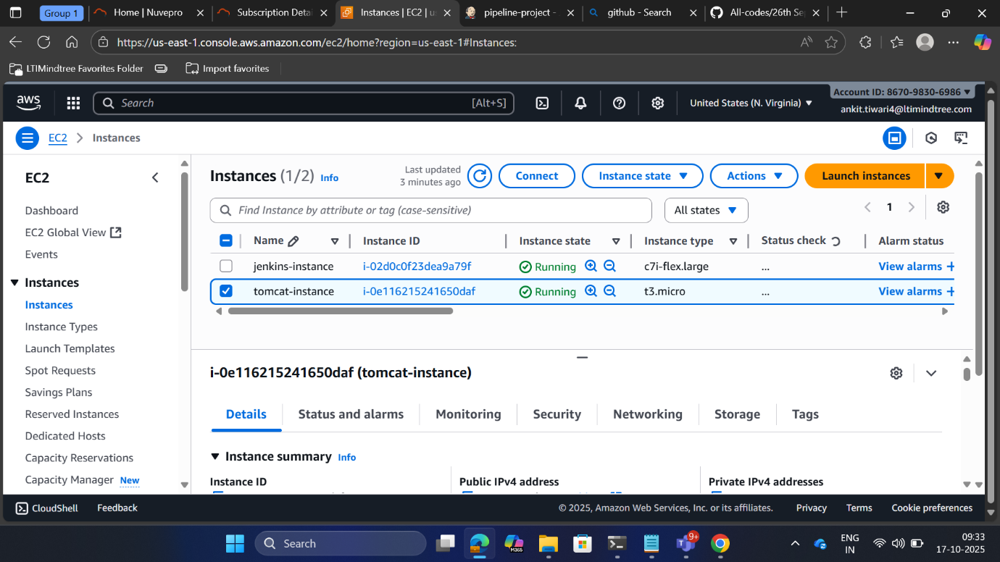 Group 1
Home | Nuvepro
Subscription Detai
Instances | EC2 | us
pipeline-project -
github - Search
All-codes/26th Sep
https://us-east-1.console.aws.amazon.com/ec2/home?region=us-east-1#Instances:
LTIMindtree Favorites Folder
Import favorites
aws
Search
[Alt+S]
United States (N. Virginia)
Account ID: 8670-9830-6986
ankit.tiwari4@ltimindtree.com
EC2
Instances
EC2
Dashboard
EC2 Global View
Events
Instances
Instances
Instance Types
Launch Templates
Spot Requests
Savings Plans
Reserved Instances
Dedicated Hosts
Capacity Reservations
Capacity Manager New
Instances (1/2) Info
Last updated
3 minutes ago
Connect
Instance state
Actions
Launch instances
Find Instance by attribute or tag (case-sensitive)
All states
1
Name Instance ID Instance state Instance type Status check Alarm status
jenkins-instance i-02d0c0f23dea9a79f Running c7i-flex.large ... View alarms +
tomcat-instance i-0e116215241650daf Running t3.micro ... View alarms +
i-0e116215241650daf (tomcat-instance)
Details Status and alarms Monitoring Security Networking Storage Tags
Instance summary Info
Instance ID Public IPv4 address Private IPv4 addresses
CloudShell Feedback © 2025, Amazon Web Services, Inc. or its affiliates. Privacy Terms Cookie preferences
Search
M365
9+
ENG
IN
09:33
17-10-2025